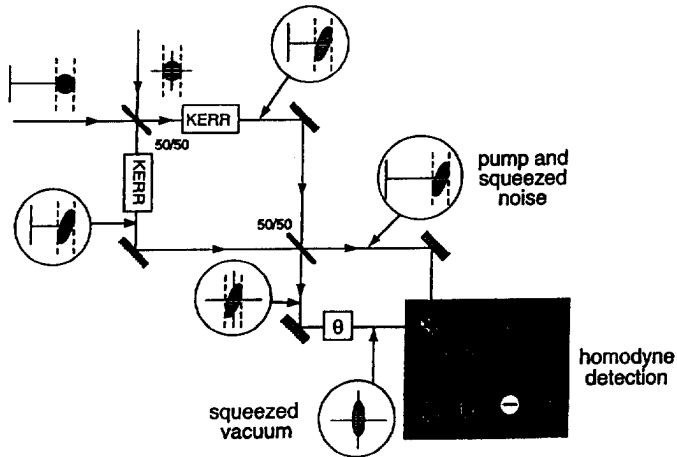 KERR
50/50
KERR
pump and
squeezed
noise
50/50
θ
homodyne
detection
squeezed
vacuum